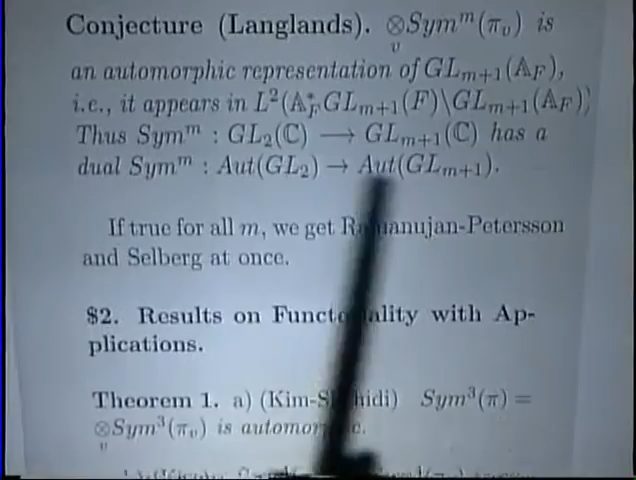 Conjecture (Langlands). ⊗_v Sym^m(π_v) is
an automorphic representation of GL_{m+1}(𝔸_F),
i.e., it appears in L²(𝔸*_F GL_{m+1}(F)\GL_{m+1}(𝔸_F))
Thus Sym^m : GL_2(ℂ) ⟶ GL_{m+1}(ℂ) has a
dual Sym^m : Aut(GL_2) → Aut(GL_{m+1}).
If true for all m, we get Ramanujan-Petersson
and Selberg at once.
$2. Results on Functoriality with Ap-
plications.
Theorem 1. a) (Kim-Shahidi) Sym³(π) =
⊗_v Sym³(π_v) is automorphic.